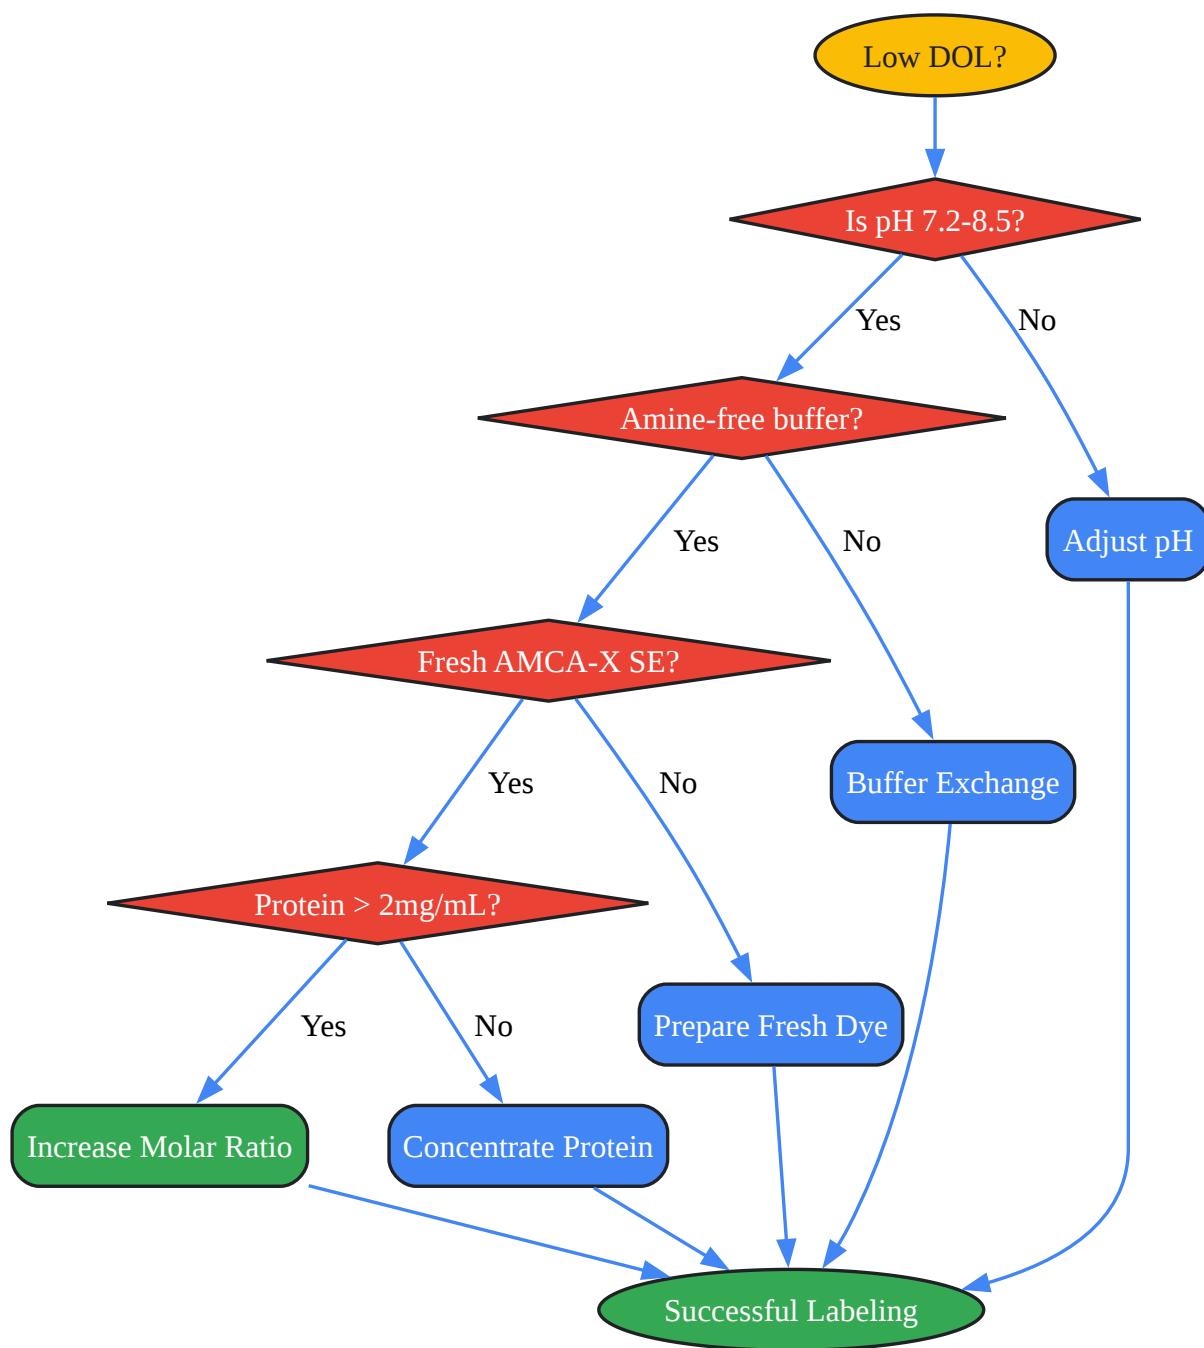 Low DOL?
Is pH 7.2-8.5?
Yes
No
Amine-free buffer?
Yes
No
Adjust pH
Fresh AMCA-X SE?
Yes
No
Buffer Exchange
Protein > 2mg/mL?
Yes
No
Prepare Fresh Dye
Increase Molar Ratio
Concentrate Protein
Successful Labeling